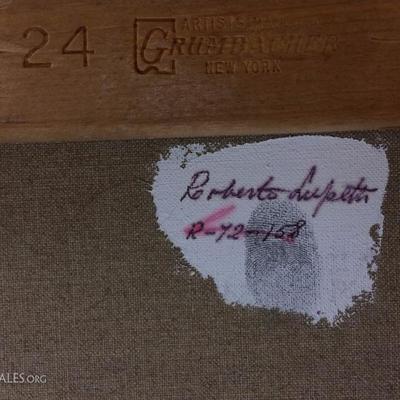 24
ARTISTS
GRUMBACHER
NEW YORK
Roberto Lupetti
R-72-158
ALES.ORG